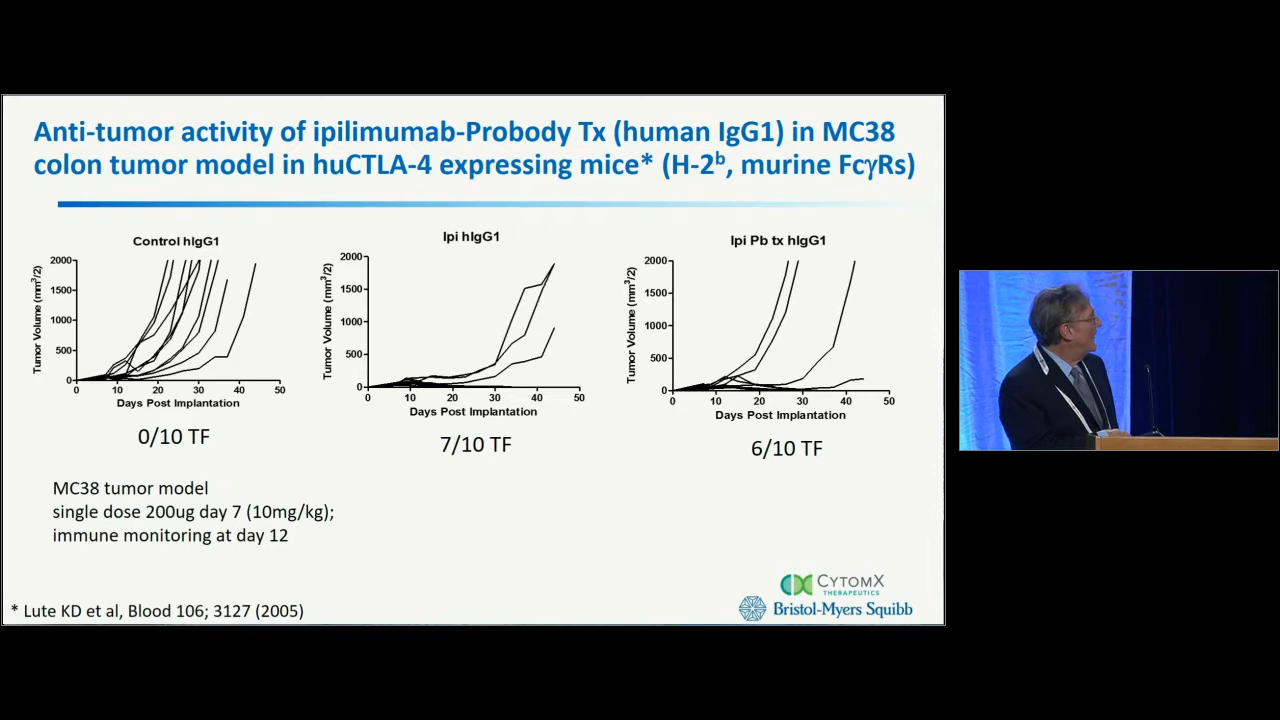 Anti-tumor activity of ipilimumab-Probody Tx (human IgG1) in MC38
colon tumor model in huCTLA-4 expressing mice* (H-2ᵇ, murine FcγRs)
Control hIgG1
Tumor Volume (mm³/2)
2000
1500
1000
500
0
0 10 20 30 40 50
Days Post Implantation
0/10 TF
Ipi hIgG1
Tumor Volume (mm³/2)
2000
1500
1000
500
0
0 10 20 30 40 50
Days Post Implantation
7/10 TF
Ipi Pb tx hIgG1
Tumor Volume (mm³/2)
2000
1500
1000
500
0
0 10 20 30 40 50
Days Post Implantation
6/10 TF
MC38 tumor model
single dose 200ug day 7 (10mg/kg);
immune monitoring at day 12
* Lute KD et al, Blood 106; 3127 (2005)
CYTOMX
THERAPEUTICS
Bristol-Myers Squibb